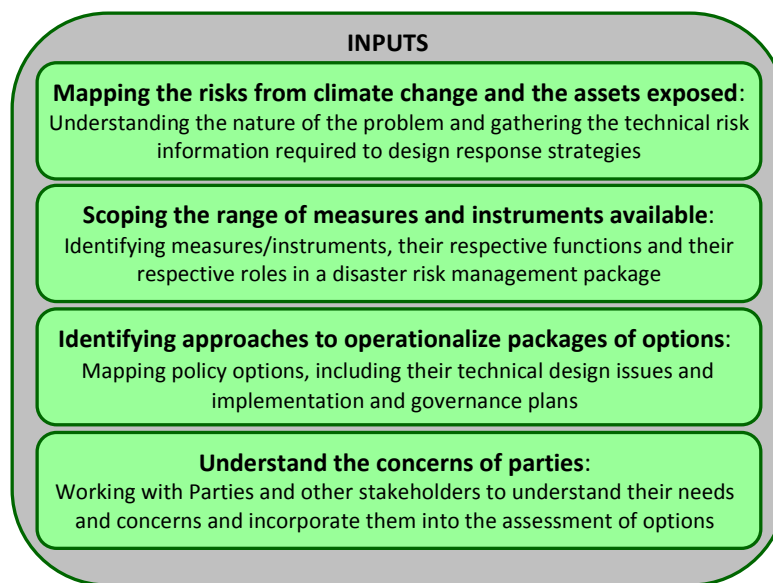 INPUTS
Mapping the risks from climate change and the assets exposed:
Understanding the nature of the problem and gathering the technical risk
information required to design response strategies
Scoping the range of measures and instruments available:
Identifying measures/instruments, their respective functions and their
respective roles in a disaster risk management package
Identifying approaches to operationalize packages of options:
Mapping policy options, including their technical design issues and
implementation and governance plans
Understand the concerns of parties:
Working with Parties and other stakeholders to understand their needs
and concerns and incorporate them into the assessment of options